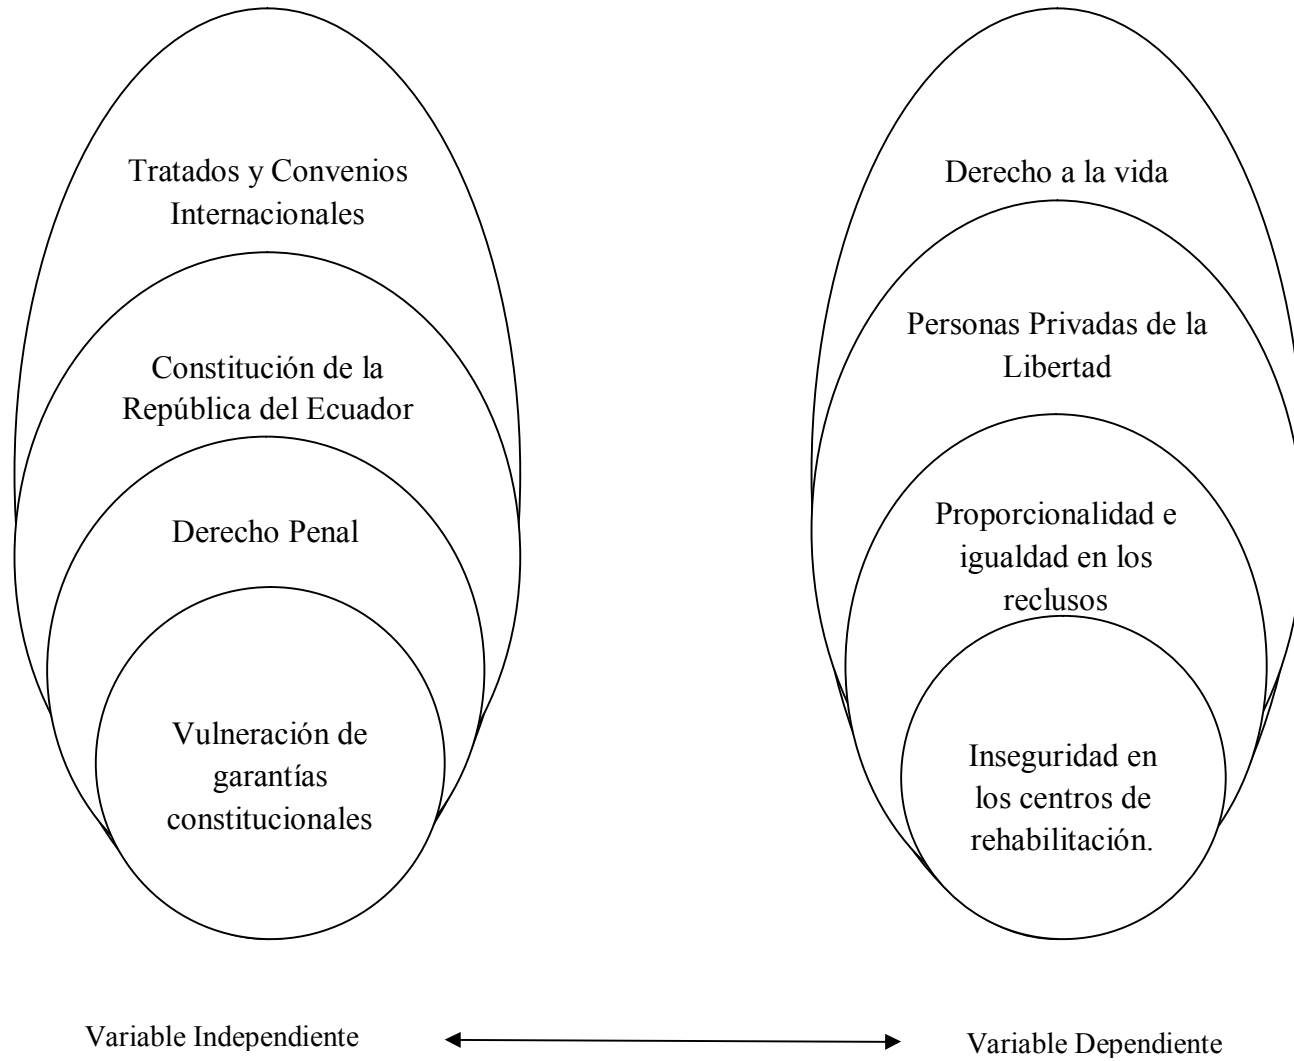 Tratados y Convenios
Internacionales
Constitución de la
República del Ecuador
Derecho Penal
Vulneración de
garantías
constitucionales
Derecho a la vida
Personas Privadas de la
Libertad
Proporcionalidad e
igualdad en los
reclusos
Inseguridad en
los centros de
rehabilitación.
Variable Independiente
Variable Dependiente